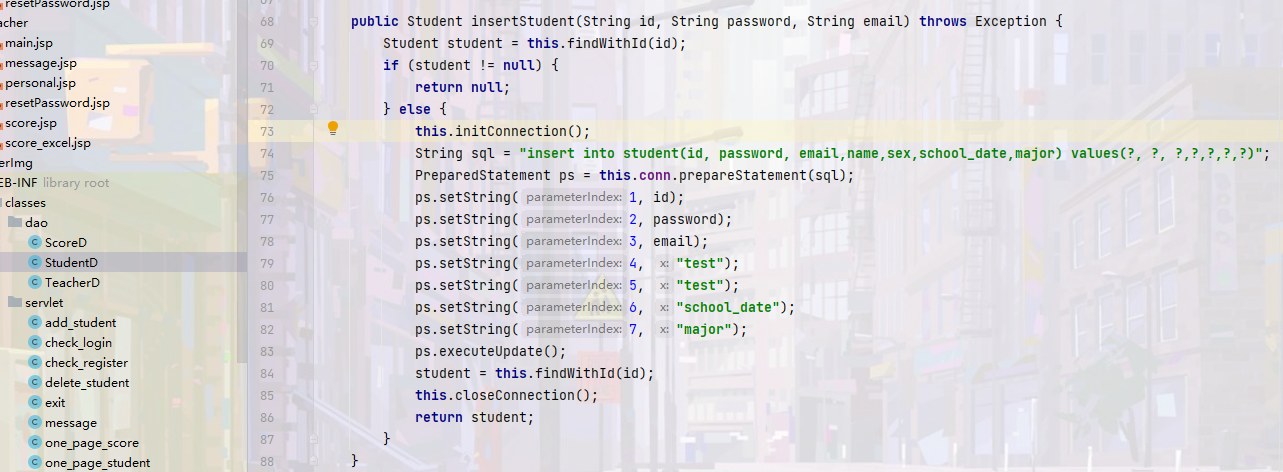 resetPassword.jsp
acher
main.jsp
message.jsp
personal.jsp
resetPassword.jsp
score.jsp
score_excel.jsp
erImg
EB-INF library root
classes
dao
ScoreD
StudentD
TeacherD
servlet
add_student
check_login
check_register
delete_student
exit
message
one_page_score
one_page_student
68 public Student insertStudent(String id, String password, String email) throws Exception {
69 Student student = this.findWithId(id);
70 if (student != null) {
71 return null;
72 } else {
73 this.initConnection();
74 String sql = "insert into student(id, password, email,name,sex,school_date,major) values(?, ?, ?,?,?,?,?)";
75 PreparedStatement ps = this.conn.prepareStatement(sql);
76 ps.setString( parameterIndex: 1, id);
77 ps.setString( parameterIndex: 2, password);
78 ps.setString( parameterIndex: 3, email);
79 ps.setString( parameterIndex: 4, x: "test");
80 ps.setString( parameterIndex: 5, x: "test");
81 ps.setString( parameterIndex: 6, x: "school_date");
82 ps.setString( parameterIndex: 7, x: "major");
83 ps.executeUpdate();
84 student = this.findWithId(id);
85 this.closeConnection();
86 return student;
87 }
88 }